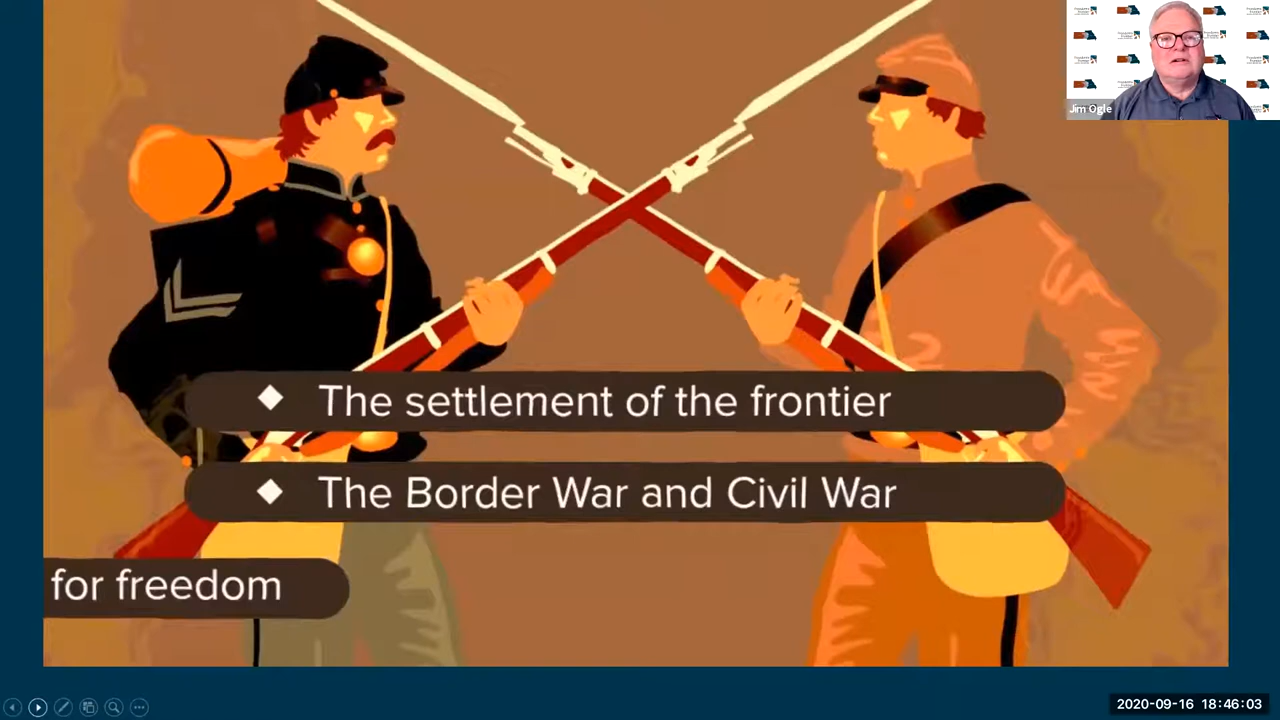 Jim Ogle
◆ The settlement of the frontier
◆ The Border War and Civil War
for freedom
2020-09-16 18:46:03